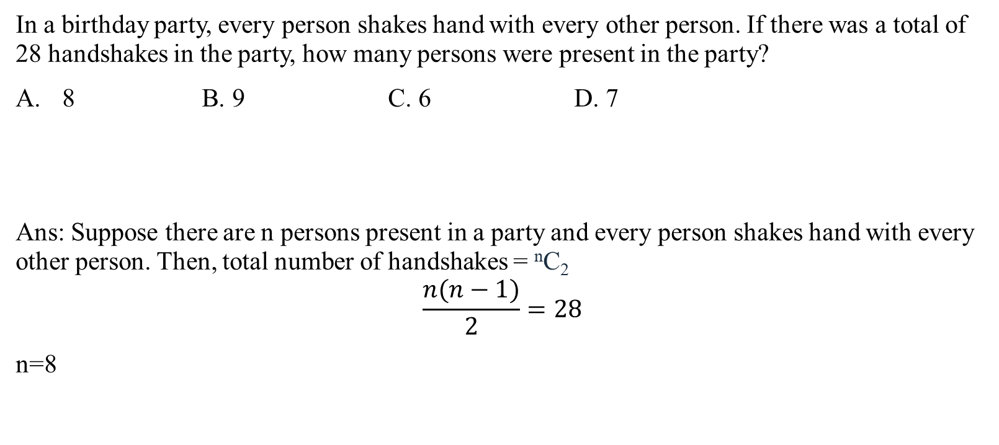 In a birthday party, every person shakes hand with every other person. If there was a total of
28 handshakes in the party, how many persons were present in the party?
A. 8 B. 9 C. 6 D. 7
Ans: Suppose there are n persons present in a party and every person shakes hand with every
other person. Then, total number of handshakes = ⁿC₂
n(n − 1)
2
= 28
n=8